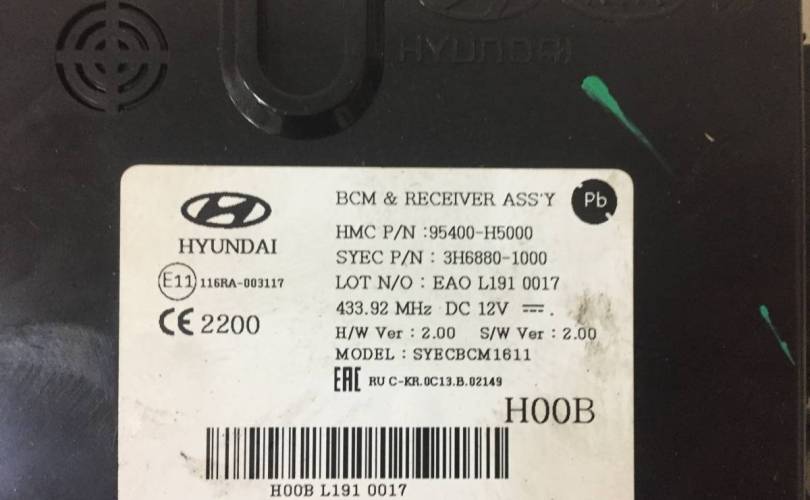 HYUNDAI
BCM & RECEIVER ASS'Y
Pb
HMC P/N :95400-H5000
HYUNDAI
SYEC P/N : 3H6880-1000
E11 116RA-003117
LOT N/O : EAO L191 0017
433.92 MHz DC 12V
CE 2200
H/W Ver : 2.00 S/W Ver : 2.00
MODEL : SYECBCM1611
EAC RU C-KR.0C13.B.02149
H00B
H00B L191 0017